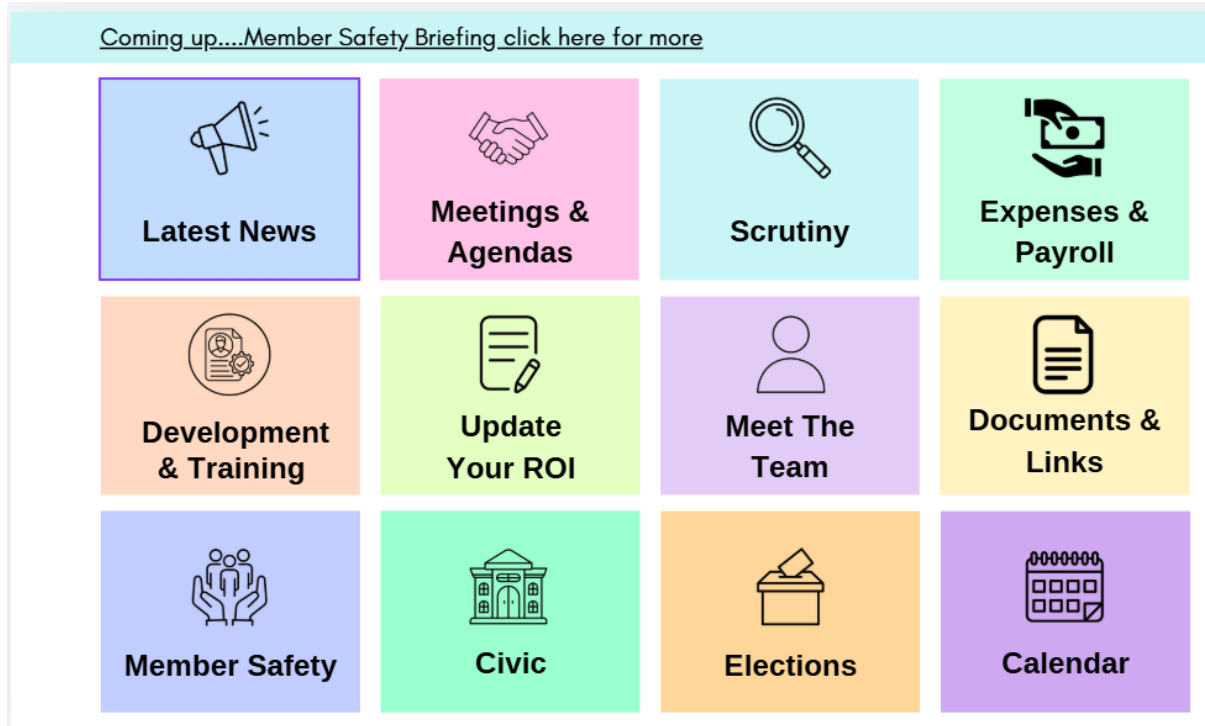 Coming up....Member Safety Briefing click here for more
Latest News
Meetings &
Agendas
Scrutiny
Expenses &
Payroll
Development
& Training
Update
Your ROI
Meet The
Team
Documents &
Links
Member Safety
Civic
Elections
Calendar